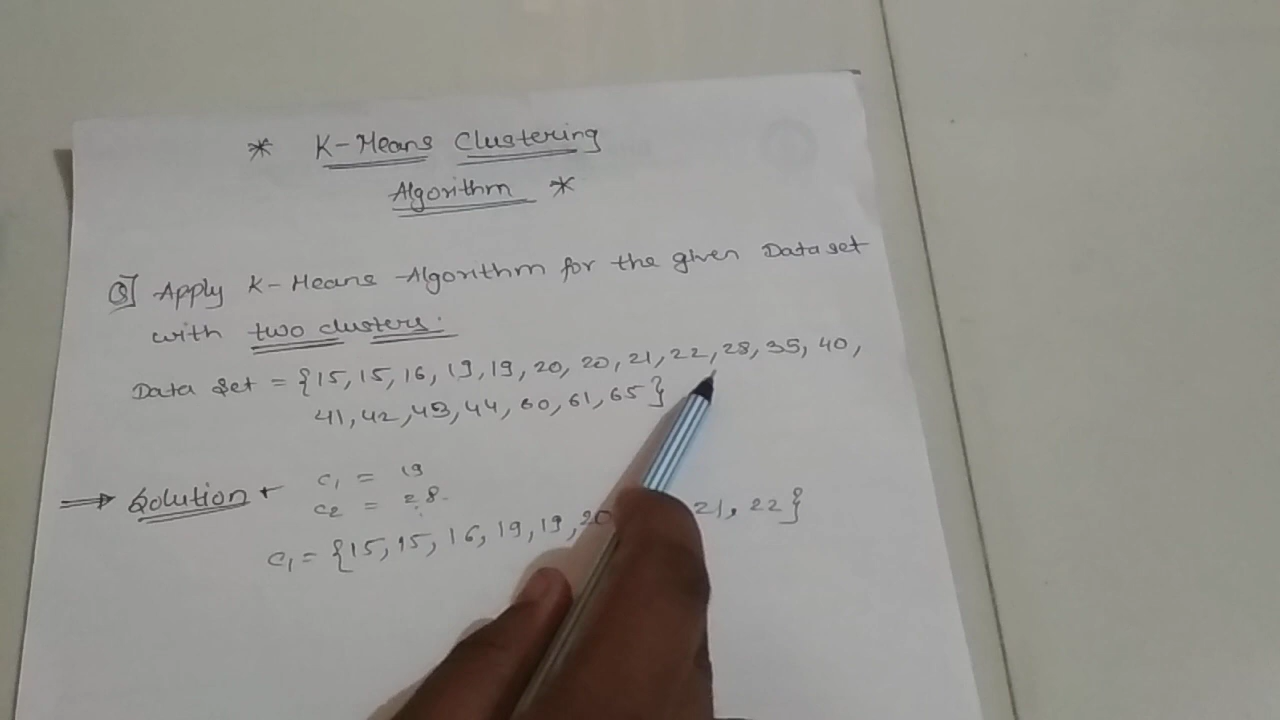 * K-Means Clustering
Algorithm *
Q] Apply K-Means Algorithm for the given Data set
with two clusters.
Data Set = {15, 15, 16, 19, 19, 20, 20, 21, 22, 28, 35, 40,
41, 42, 43, 44, 60, 61, 65}
⇒ Solution
c₁ = 19
c₂ = 28
c₁ = {15, 15, 16, 19, 19, 20 21, 22}